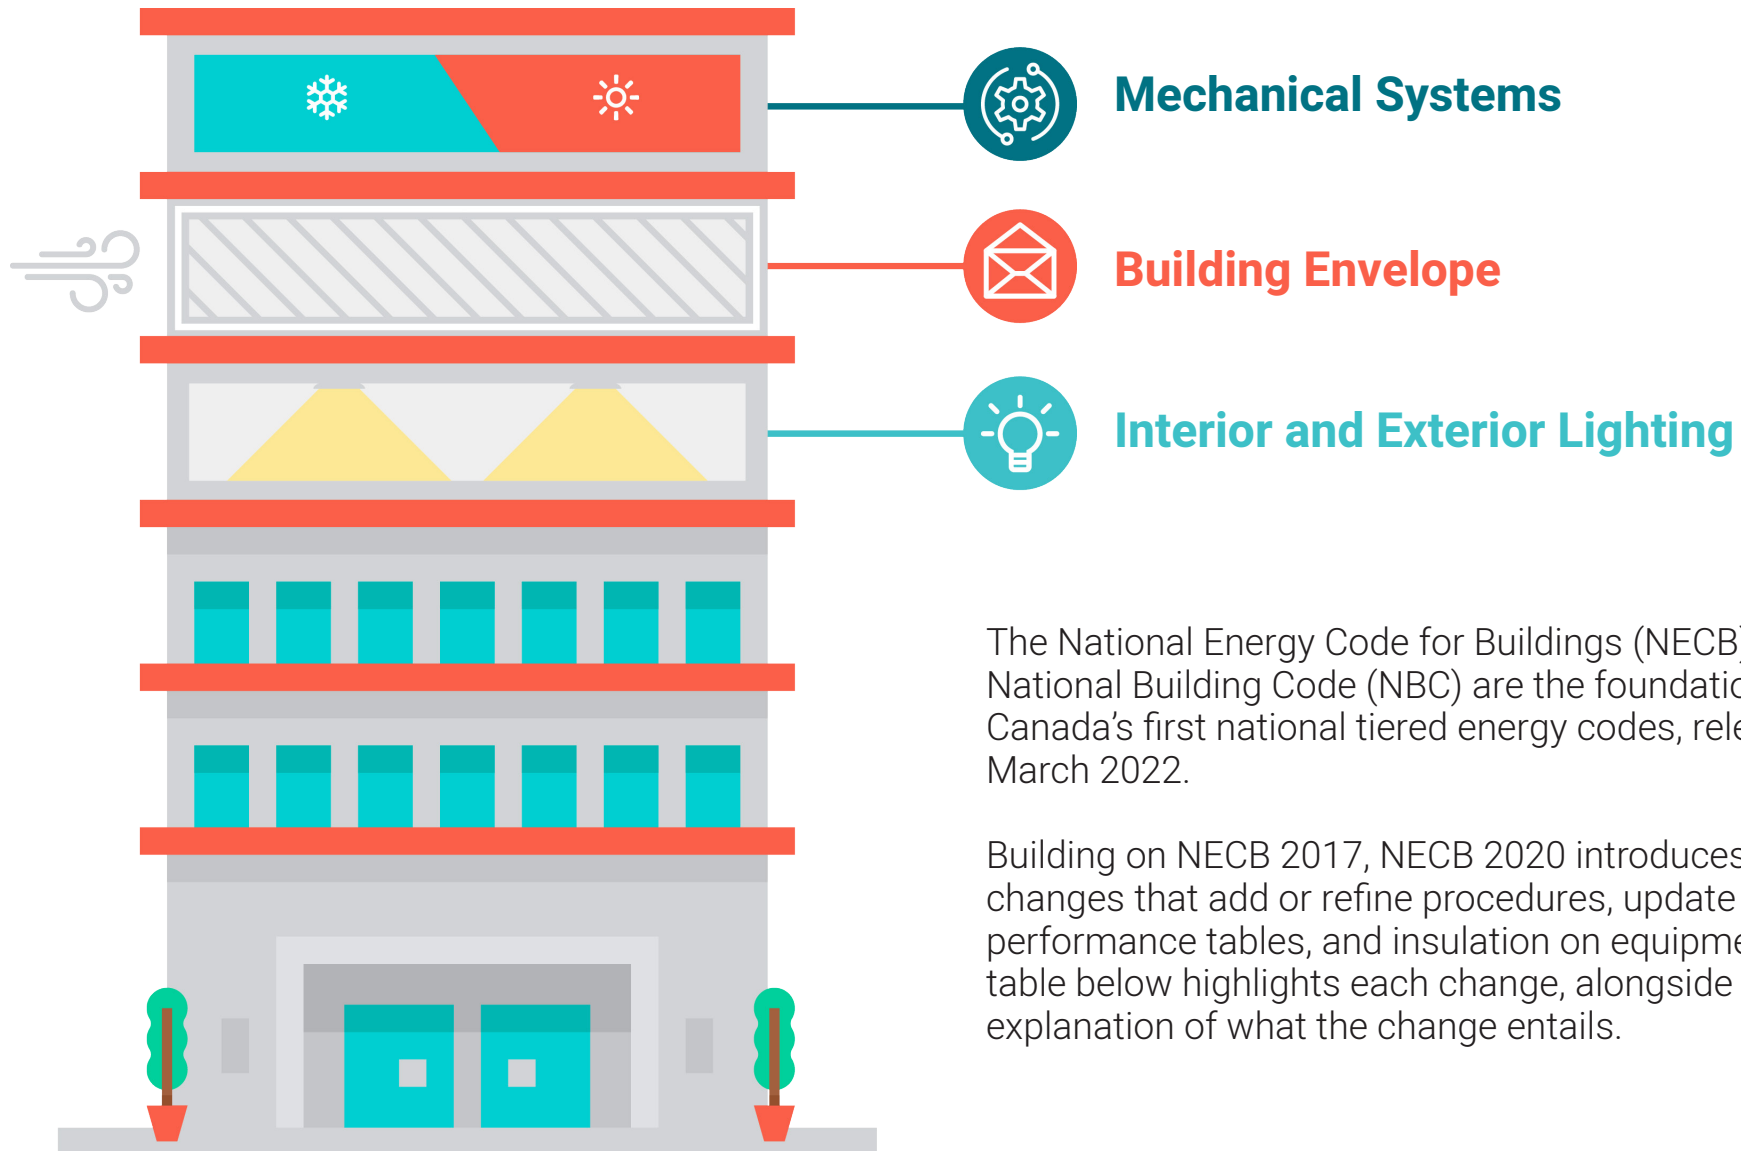 Mechanical Systems
Building Envelope
Interior and Exterior Lighting
The National Energy Code for Buildings (NECB)
National Building Code (NBC) are the
Canada’s first national tiered energy codes,
March 2022.
Building on NECB 2017, NECB 2020 introduces
changes that add or refine procedures, update
performance tables, and insulation on
table below highlights each change, alongside
explanation of what the change entails.